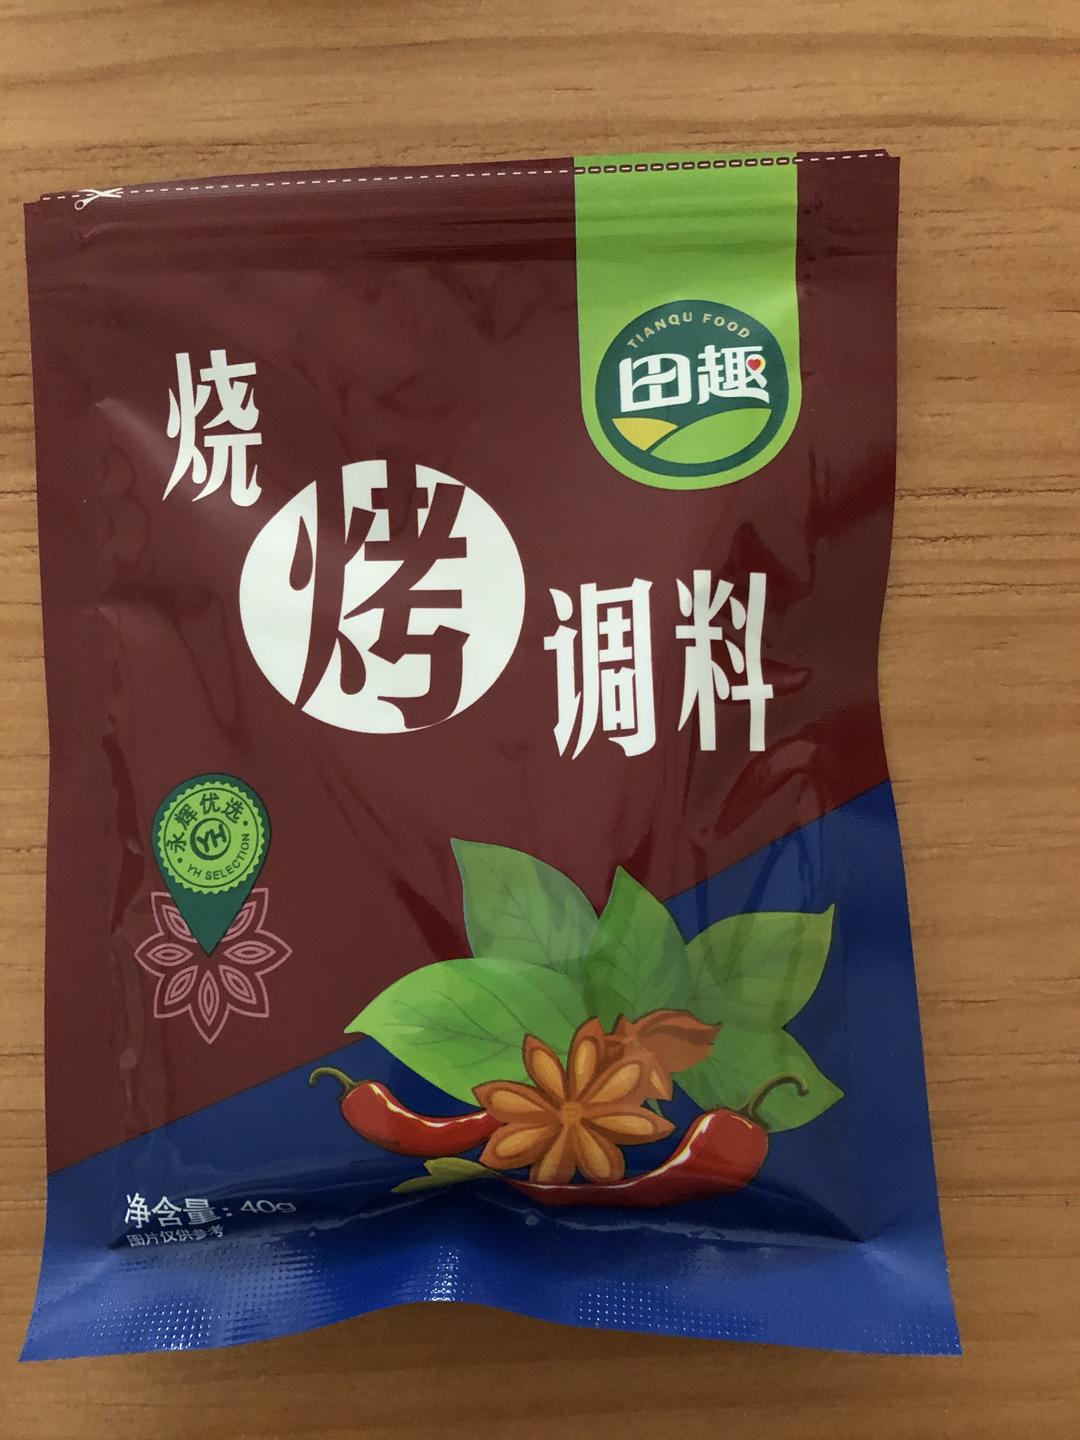 TIANQU FOOD
田趣
烧
烤
调料
永辉优选
YH
YH SELECTION
净含量：40g
图片仅供参考